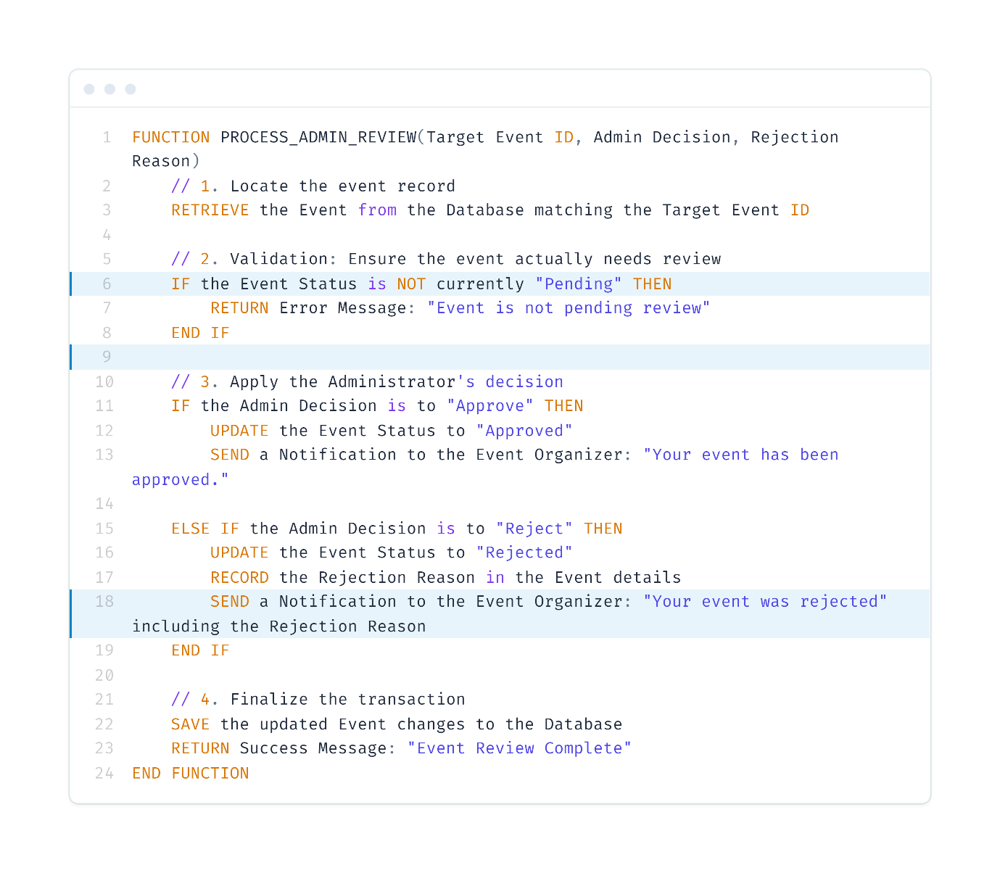 1 FUNCTION PROCESS_ADMIN_REVIEW(Target Event ID, Admin Decision, Rejection
Reason)
2 // 1. Locate the event record
3 RETRIEVE the Event from the Database matching the Target Event ID
4
5 // 2. Validation: Ensure the event actually needs review
6 IF the Event Status is NOT currently "Pending" THEN
7 RETURN Error Message: "Event is not pending review"
8 END IF
9
10 // 3. Apply the Administrator's decision
11 IF the Admin Decision is to "Approve" THEN
12 UPDATE the Event Status to "Approved"
13 SEND a Notification to the Event Organizer: "Your event has been
approved."
14
15 ELSE IF the Admin Decision is to "Reject" THEN
16 UPDATE the Event Status to "Rejected"
17 RECORD the Rejection Reason in the Event details
18 SEND a Notification to the Event Organizer: "Your event was rejected"
including the Rejection Reason
19 END IF
20
21 // 4. Finalize the transaction
22 SAVE the updated Event changes to the Database
23 RETURN Success Message: "Event Review Complete"
24 END FUNCTION